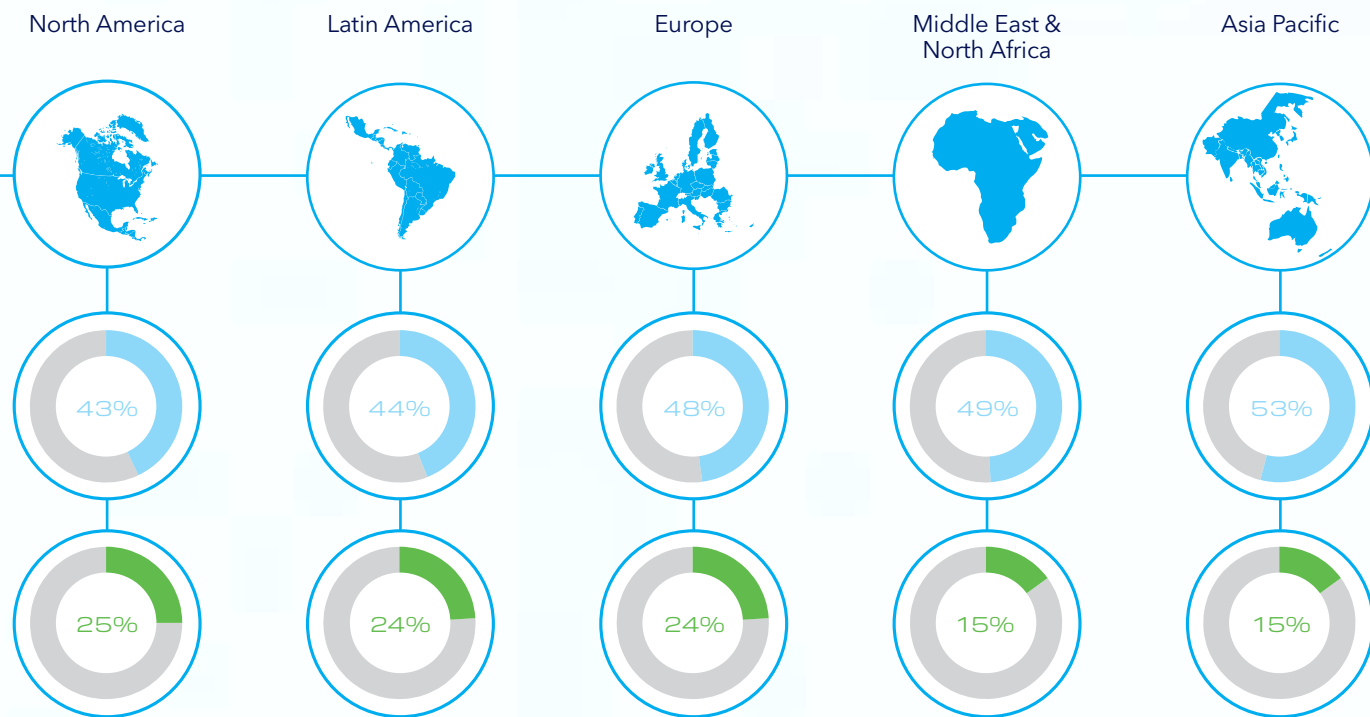 North America
Latin America
Europe
Middle East &
North Africa
Asia Pacific
43%
44%
48%
49%
53%
25%
24%
24%
15%
15%